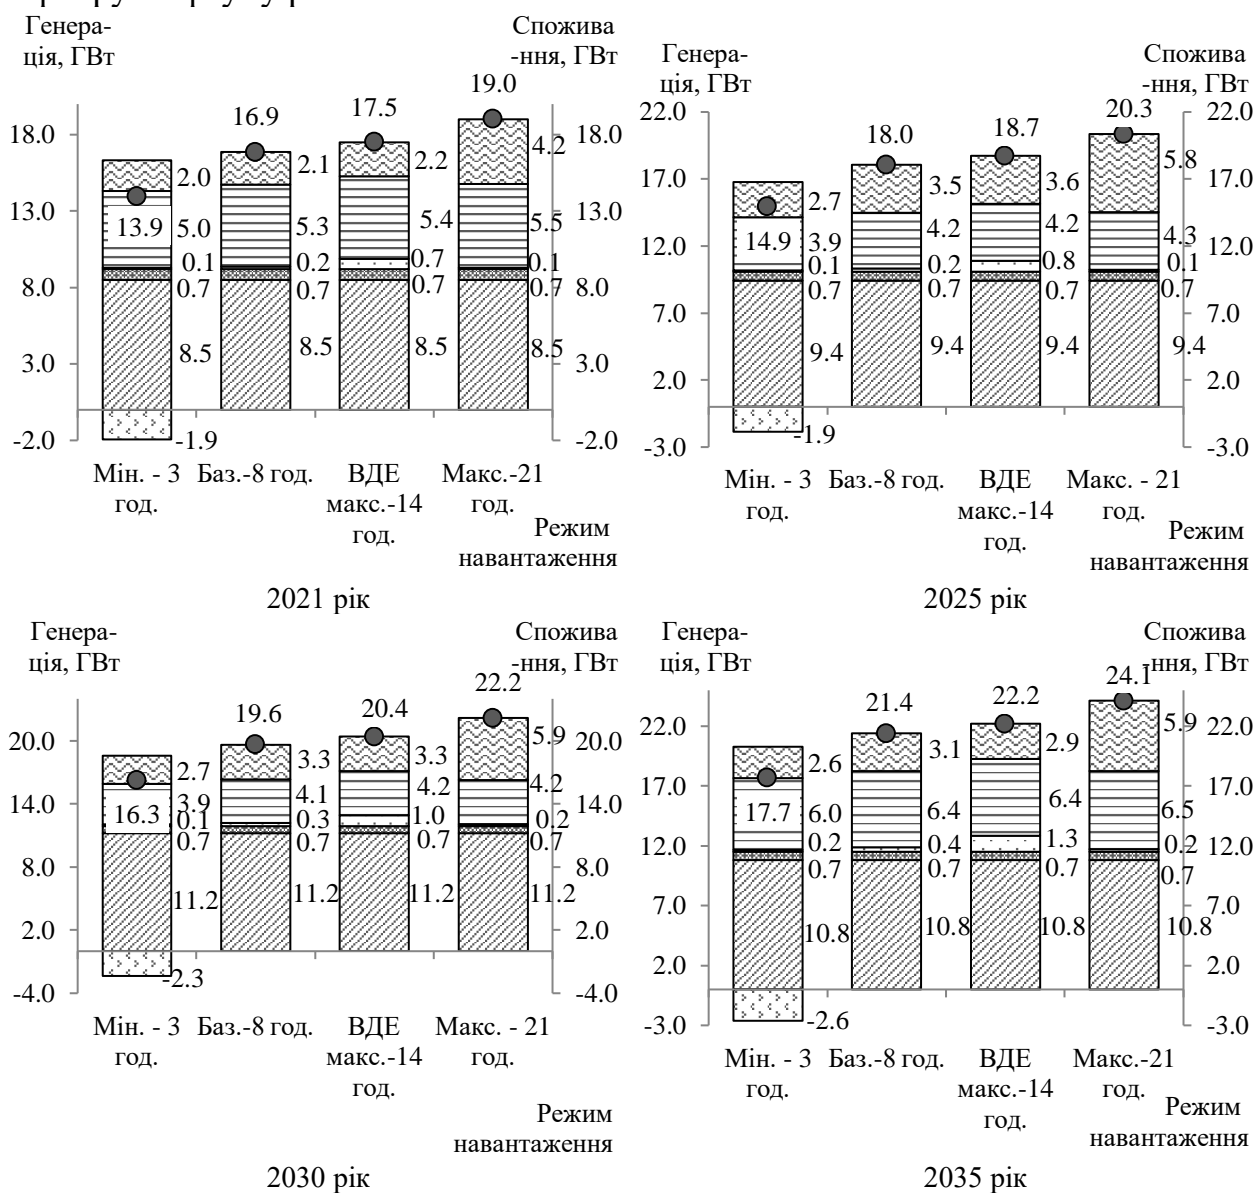 Генера-
ція, ГВт
Спожива
-ння, ГВт
18.0
13.0
8.0
3.0
-2.0
18.0
13.0
8.0
3.0
-2.0
13.9
2.0
5.0
0.1
0.7
8.5
-1.9
16.9
2.1
5.3
0.2
0.7
8.5
17.5
2.2
5.4
0.7
0.7
8.5
19.0
4.2
5.5
0.1
0.7
8.5
Мін. - 3
год.
Баз.-8 год.
ВДЕ
макс.-14
год.
Макс.-21
год.
Режим
навантаження
2021 рік
Генера-
ція, ГВт
Спожива
-ння, ГВт
22.0
17.0
12.0
7.0
2.0
-3.0
22.0
17.0
12.0
7.0
2.0
-3.0
14.9
2.7
3.9
0.1
0.7
9.4
-1.9
18.0
3.5
4.2
0.2
0.7
9.4
18.7
3.6
4.2
0.8
0.7
9.4
20.3
5.8
4.3
0.1
0.7
9.4
Мін. - 3
год.
Баз.-8 год.
ВДЕ
макс.-14
год.
Макс. - 21
год.
Режим
навантаження
2025 рік
Генера-
ція, ГВт
Спожива
-ння, ГВт
20.0
14.0
8.0
2.0
-4.0
20.0
14.0
8.0
2.0
-4.0
16.3
2.7
3.9
0.1
0.7
11.2
-2.3
19.6
3.3
4.1
0.3
0.7
11.2
20.4
3.3
4.2
1.0
0.7
11.2
22.2
5.9
4.2
0.2
0.7
11.2
Мін. - 3
год.
Баз.-8 год.
ВДЕ
макс.-14
год.
Макс. - 21
год.
Режим
навантаження
2030 рік
Генера-
ція, ГВт
Спожива
-ння, ГВт
22.0
17.0
12.0
7.0
2.0
-3.0
22.0
17.0
12.0
7.0
2.0
-3.0
17.7
2.6
6.0
0.2
0.7
10.8
-2.6
21.4
3.1
6.4
0.4
0.7
10.8
22.2
2.9
6.4
1.3
0.7
10.8
24.1
5.9
6.5
0.2
0.7
10.8
Мін. - 3
год.
Баз.-8 год.
ВДЕ
макс.-14
год.
Макс.-21
год.
Режим
навантаження
2035 рік